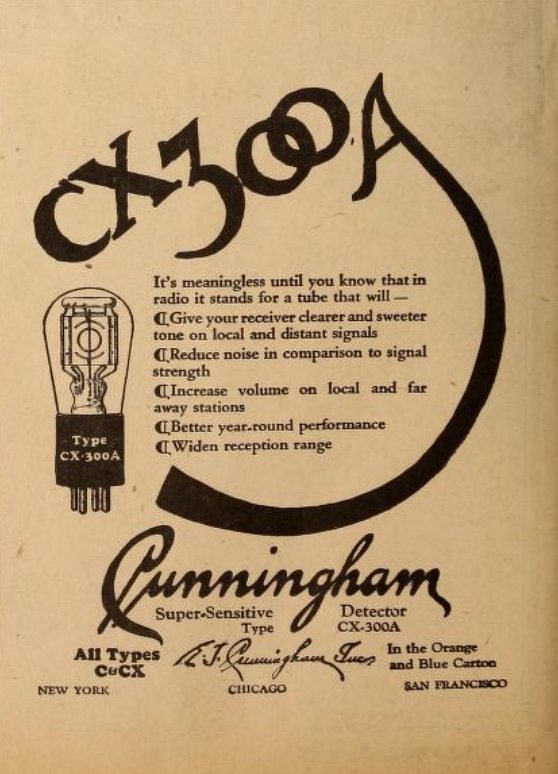 CX300A
It's meaningless until you know that in
radio it stands for a tube that will —
⁋Give your receiver clearer and sweeter
tone on local and distant signals
⁋Reduce noise in comparison to signal
strength
⁋Increase volume on local and far
away stations
⁋Better year-round performance
⁋Widen reception range
Type
CX-300A
Cunningham
Super-Sensitive Detector
Type CX-300A
All Types
C&CX
E.T. Cunningham Inc
In the Orange
and Blue Carton
NEW YORK CHICAGO SAN FRANCISCO